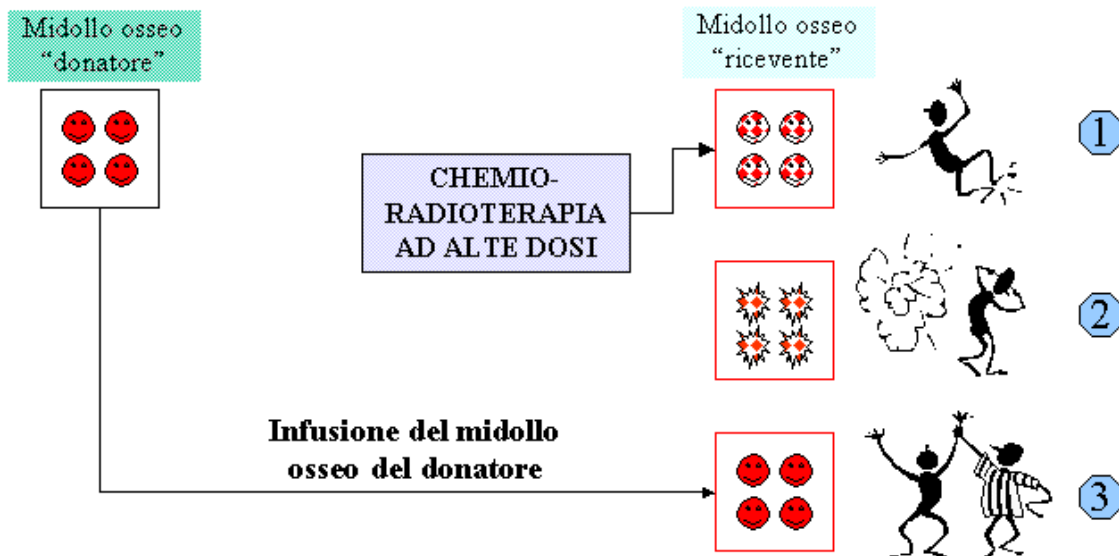 Midollo osseo
“donatore”
Midollo osseo
“ricevente”
CHEMIO-
RADIOTERAPIA
AD ALTE DOSI
1
2
Infusione del midollo
osseo del donatore
3